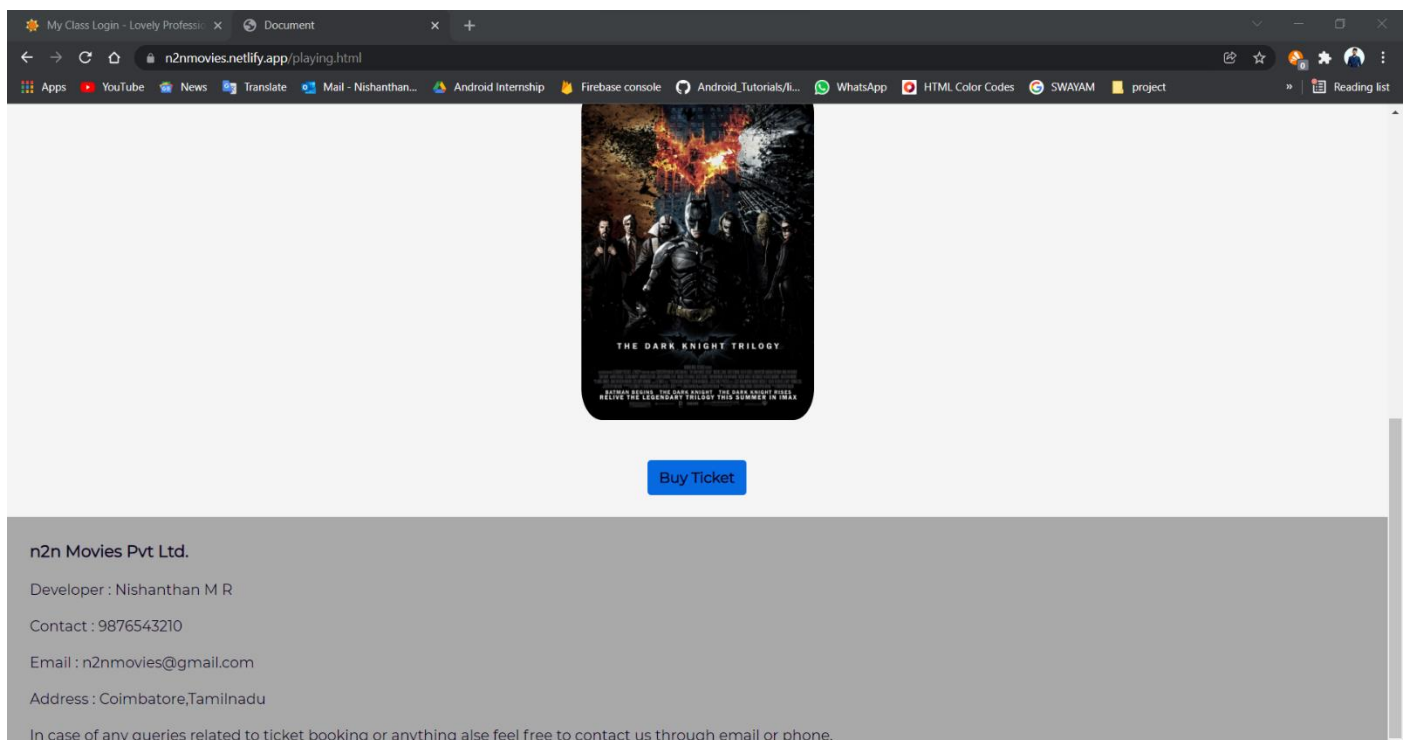 My Class Login - Lovely Professio
Document
n2nmovies.netlify.app/playing.html
Apps YouTube News Translate Mail - Nishanthan... Android Internship Firebase console Android_Tutorials/li... WhatsApp HTML Color Codes SWAYAM project » Reading list
THE DARK KNIGHT TRILOGY
BATMAN BEGINS THE DARK KNIGHT THE DARK KNIGHT RISES
RELIVE THE LEGENDARY TRILOGY THIS SUMMER IN IMAX
Buy Ticket
n2n Movies Pvt Ltd.
Developer : Nishanthan M R
Contact : 9876543210
Email : n2nmovies@gmail.com
Address : Coimbatore,Tamilnadu
In case of any queries related to ticket booking or anything alse feel free to contact us through email or phone.